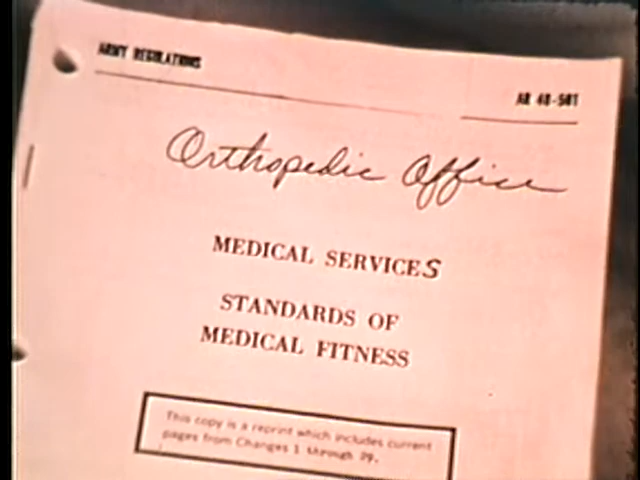 ARMY REGULATIONS
AR 40-501
Orthopedic Office
MEDICAL SERVICES
STANDARDS OF
MEDICAL FITNESS
This copy is a reprint which includes current
pages from Changes 1 through 29.